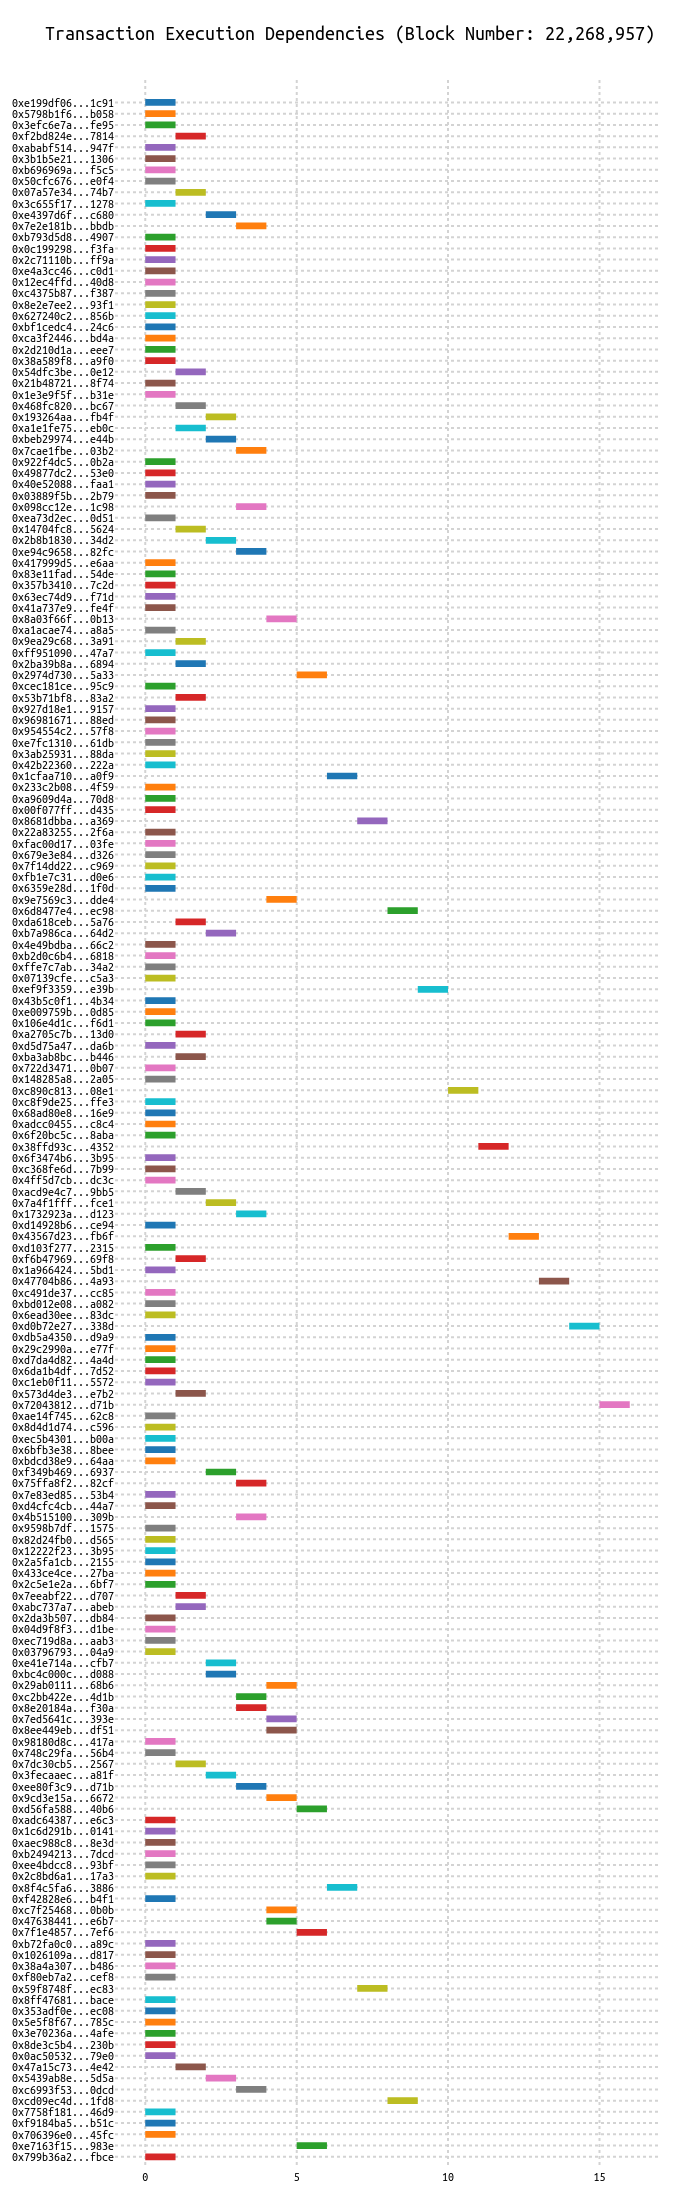 Transaction Execution Dependencies (Block Number: 22,268,957)
0xe199df06...1c91
0x5798b1f6...b058
0x3efc6e7a...fe95
0xf2bd824e...7814
0xababf514...947f
0x3b1b5e21...1306
0xb696969a...f5c5
0x50cfc676...e0f4
0x07a57e34...74b7
0x3c655f17...1278
0xe4397d6f...c680
0x7e2e181b...bbdb
0xb793d5d8...4907
0x0c199298...f3fa
0x2c71110b...ff9a
0xe4a3cc46...c0d1
0x12ec4ffd...40d8
0xc4375b87...f387
0x8e2e7ee2...93f1
0x627240c2...856b
0xbf1cedc4...24c6
0xca3f2446...bd4a
0x2d210d1a...eee7
0x38a589f8...a9f0
0x54dfc3be...0e12
0x21b48721...8f74
0x1e3e9f5f...b31e
0x468fc820...bc67
0x193264aa...fb4f
0xa1e1fe75...eb0c
0xbeb29974...e44b
0x7cae1fbe...03b2
0x922f4dc5...0b2a
0x49877dc2...53e0
0x40e52088...faa1
0x03889f5b...2b79
0x098cc12e...1c98
0xea73d2ec...0d51
0x14704fc8...5624
0x2b8b1830...34d2
0xe94c9658...82fc
0x417999d5...e6aa
0x83e11fad...54de
0x357b3410...7c2d
0x63ec74d9...f71d
0x41a737e9...fe4f
0x8a03f66f...0b13
0xa1acae74...a8a5
0x9ea29c68...3a91
0xff951090...47a7
0x2ba39b8a...6894
0x2974d730...5a33
0xcec181ce...95c9
0x53b71bf8...83a2
0x927d18e1...9157
0x96981671...88ed
0x954554c2...57f8
0xe7fc1310...61db
0x3ab25931...88da
0x42b22360...222a
0x1cfaa710...a0f9
0x233c2b08...4f59
0xa9609d4a...70d8
0x00f077ff...d435
0x8681dbba...a369
0x22a83255...2f6a
0xfac00d17...03fe
0x679e3e84...d326
0x7f14dd22...c969
0xfb1e7c31...d0e6
0x6359e28d...1f0d
0x9e7569c3...dde4
0x6d8477e4...ec98
0xda618ceb...5a76
0xb7a986ca...64d2
0x4e49bdba...66c2
0xb2d0c6b4...6818
0xffe7c7ab...34a2
0x07139cfe...c5a3
0xef9f3359...e39b
0x43b5c0f1...4b34
0xe009759b...0d85
0x106e4d1c...f6d1
0xa2705c7b...13d0
0xd5d75a47...da6b
0xba3ab8bc...b446
0x722d3471...0b07
0x148285a8...2a05
0xc890c813...08e1
0xc8f9de25...ffe3
0x68ad80e8...16e9
0xadcc0455...c8c4
0x6f20bc5c...8aba
0x38ffd93c...4352
0x6f3474b6...3b95
0xc368fe6d...7b99
0x4ff5d7cb...dc3c
0xacd9e4c7...9bb5
0x7a4f1fff...fce1
0x1732923a...d123
0xd14928b6...ce94
0x43567d23...fb6f
0xd103f277...2315
0xf6b47969...69f8
0x1a966424...5bd1
0x47704b86...4a93
0xc491de37...cc85
0xbd012e08...a082
0x6ead30ee...83dc
0xd0b72e27...338d
0xdb5a4350...d9a9
0x29c2990a...e77f
0xd7da4d82...4a4d
0x6da1b4df...7d52
0xc1eb0f11...5572
0x573d4de3...e7b2
0x72043812...d71b
0xae14f745...62c8
0x8d4d1d74...c596
0xec5b4301...b00a
0x6bfb3e38...8bee
0xbdcd38e9...64aa
0xf349b469...6937
0x75ffa8f2...82cf
0x7e83ed85...53b4
0xd4cfc4cb...44a7
0x4b515100...309b
0x9598b7df...1575
0x82d24fb0...d565
0x12222f23...3b95
0x2a5fa1cb...2155
0x433ce4ce...27ba
0x2c5e1e2a...6bf7
0x7eeabf22...d707
0xabc737a7...abeb
0x2da3b507...db84
0x04d9f8f3...d1be
0xec719d8a...aab3
0x03796793...04a9
0xe41e714a...cfb7
0xbc4c000c...d088
0x29ab0111...68b6
0xc2bb422e...4d1b
0x8e20184a...f30a
0x7ed5641c...393e
0x8ee449eb...df51
0x98180d8c...417a
0x748c29fa...56b4
0x7dc30cb5...2567
0x3fecaaec...a81f
0xee80f3c9...d71b
0x9cd3e15a...6672
0xd56fa588...40b6
0xadc64387...e6c3
0x1c6d291b...0141
0xaec988c8...8e3d
0xb2494213...7dcd
0xee4bdcc8...93bf
0x2c8bd6a1...17a3
0x8f4c5fa6...3886
0xf42828e6...b4f1
0xc7f25468...0b0b
0x47638441...e6b7
0x7f1e4857...7ef6
0xb72fa0c0...a89c
0x1026109a...d817
0x38a4a307...b486
0xf80eb7a2...cef8
0x59f8748f...ec83
0x8ff47681...bace
0x353adf0e...ec08
0x5e5f8f67...785c
0x3e70236a...4afe
0x8de3c5b4...230b
0x0ac50532...79e0
0x47a15c73...4e42
0x5439ab8e...5d5a
0xc6993f53...0dcd
0xcd09ec4d...1fd8
0x7758f181...46d9
0xf9184ba5...b51c
0x706396e0...45fc
0xe7163f15...983e
0x799b36a2...fbce
0 5 10 15